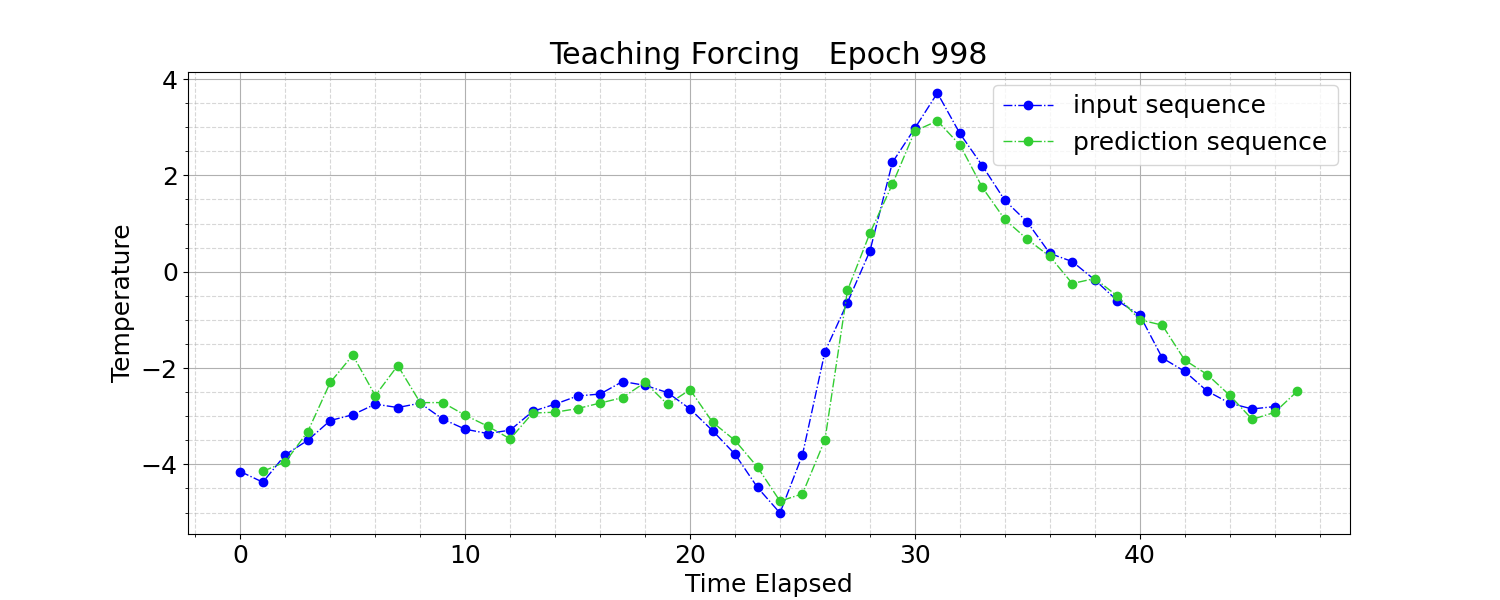 Teaching Forcing   Epoch 998
input sequence
prediction sequence
Temperature
4
2
0
−2
−4
0 10 20 30 40
Time Elapsed